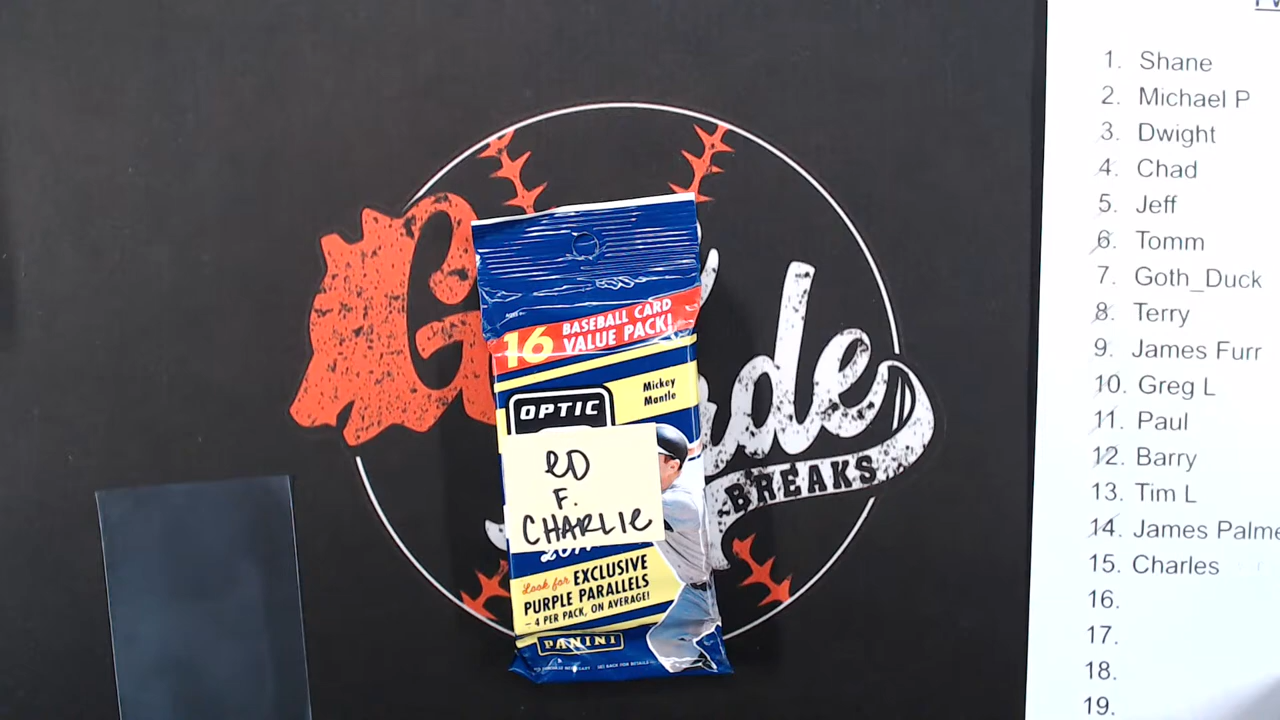 1. Shane
2. Michael P
3. Dwight
4. Chad
5. Jeff
6. Tomm
7. Goth_Duck
8. Terry
9. James Furr
10. Greg L
11. Paul
12. Barry
13. Tim L
14. James Palme
15. Charles
16.
17.
18.
19.
16 BASEBALL CARD
VALUE PACK!
Mickey
Mantle
OPTIC
ED
F.
CHARLIE
Look for EXCLUSIVE
PURPLE PARALLELS
– 4 PER PACK, ON AVERAGE!
PANINI
BREAKS